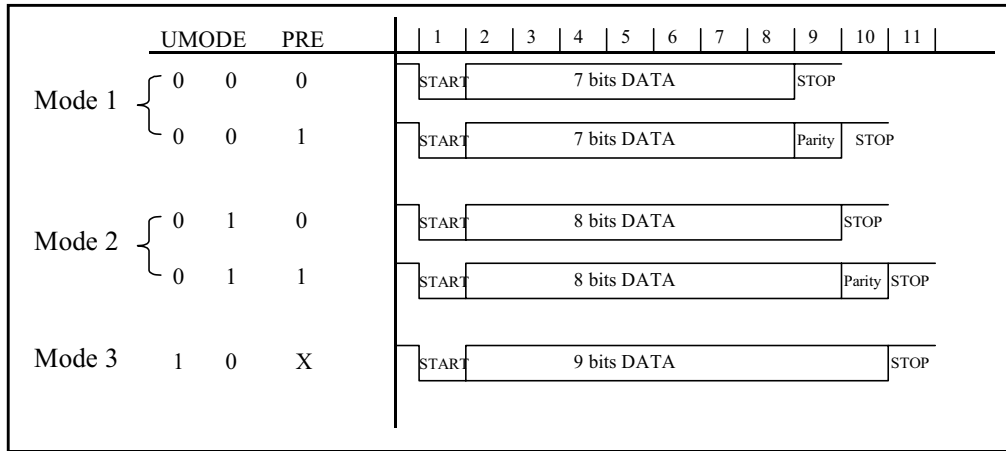 UMODE PRE 1 2 3 4 5 6 7 8 9 10 11
Mode 1
0 0 0 START 7 bits DATA STOP
0 0 1 START 7 bits DATA Parity STOP
Mode 2
0 1 0 START 8 bits DATA STOP
0 1 1 START 8 bits DATA Parity STOP
Mode 3 1 0 X START 9 bits DATA STOP